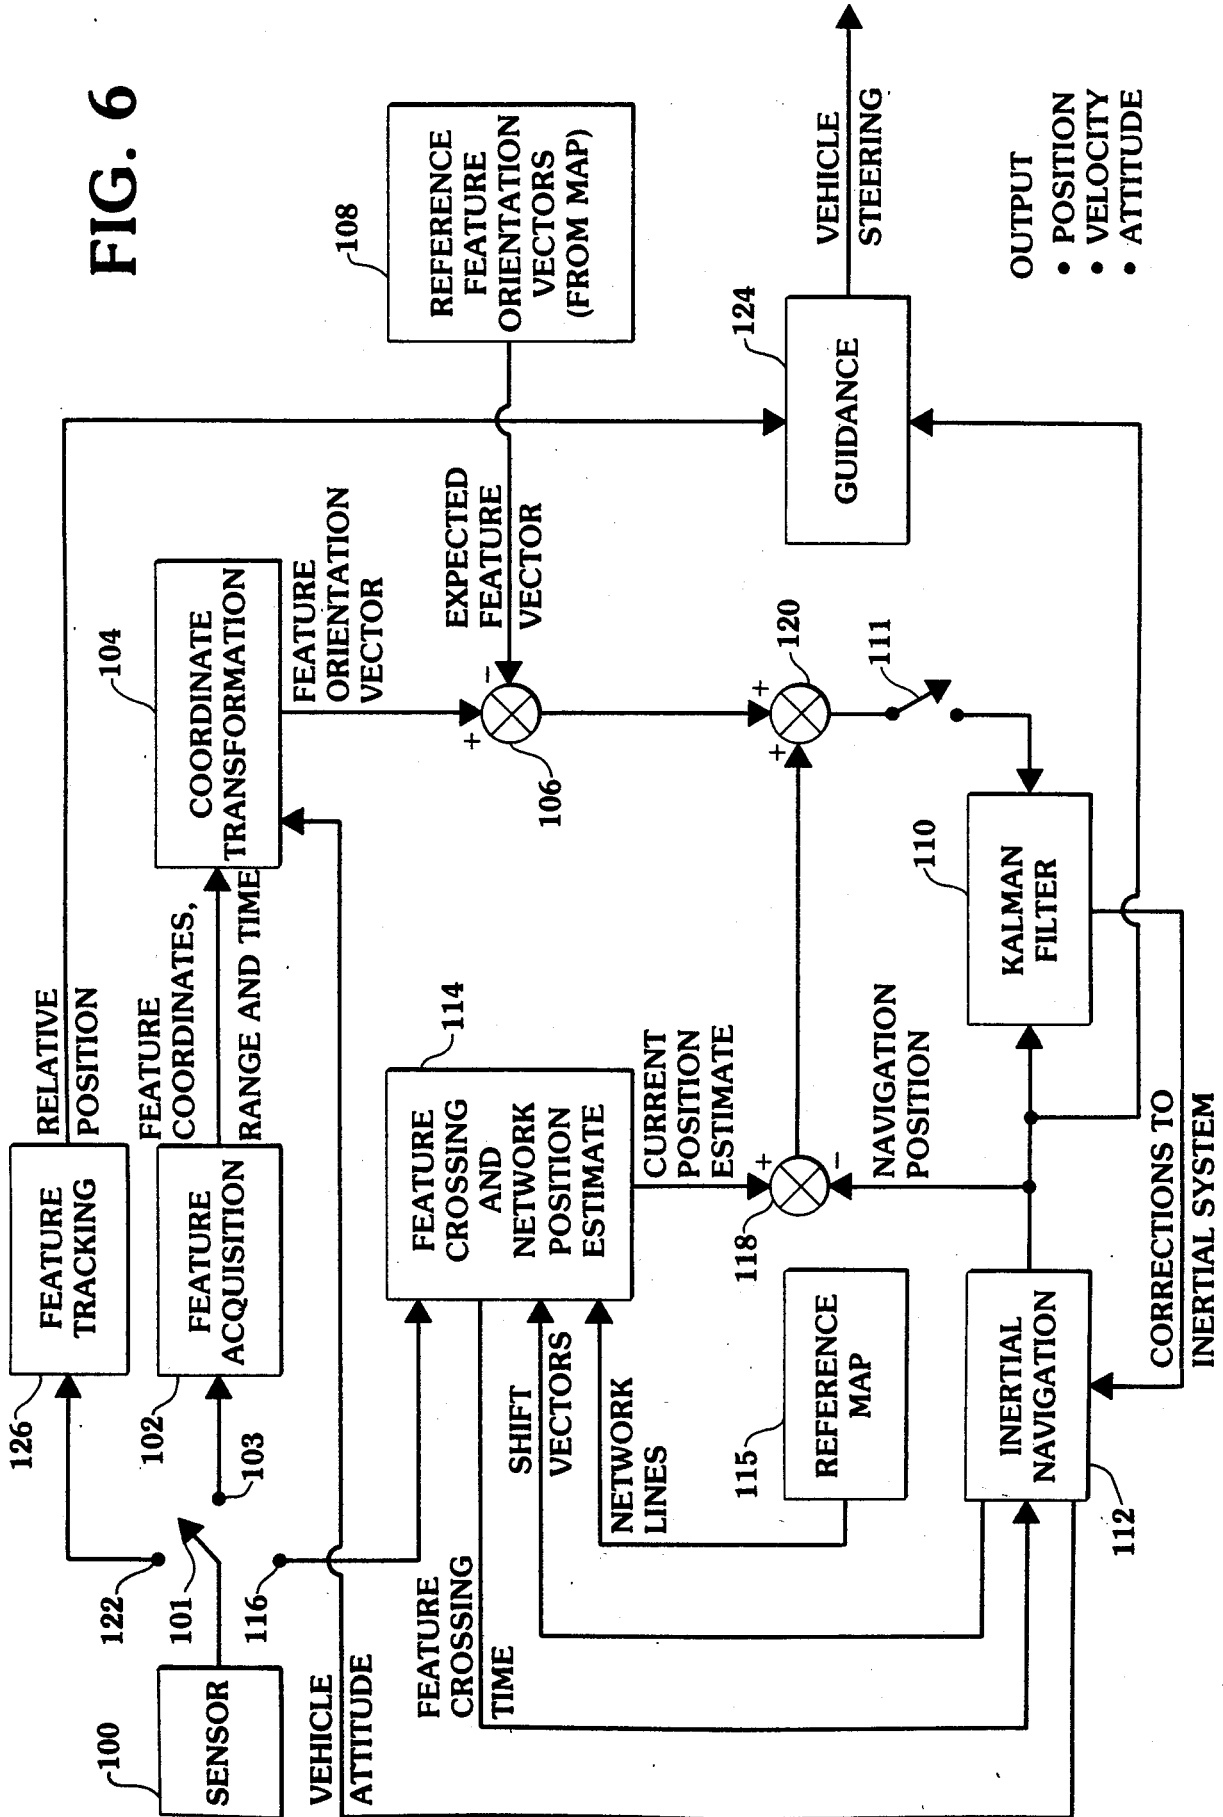 FIG. 6
100
SENSOR
122
101
116
103
126
FEATURE
TRACKING
RELATIVE
POSITION
102
FEATURE
ACQUISITION
FEATURE
COORDINATES,
RANGE AND TIME
104
COORDINATE
TRANSFORMATION
FEATURE
ORIENTATION
VECTOR
VEHICLE
ATTITUDE
+
-
106
EXPECTED
FEATURE
VECTOR
108
REFERENCE
FEATURE
ORIENTATION
VECTORS
(FROM MAP)
FEATURE
CROSSING
TIME
SHIFT
VECTORS
NETWORK
LINES
114
FEATURE
CROSSING
AND
NETWORK
POSITION
ESTIMATE
CURRENT
POSITION
ESTIMATE
115
REFERENCE
MAP
118
+
-
NAVIGATION
POSITION
+
+
120
111
124
GUIDANCE
VEHICLE
STEERING
112
INERTIAL
NAVIGATION
110
KALMAN
FILTER
CORRECTIONS TO
INERTIAL SYSTEM
OUTPUT
• POSITION
• VELOCITY
• ATTITUDE